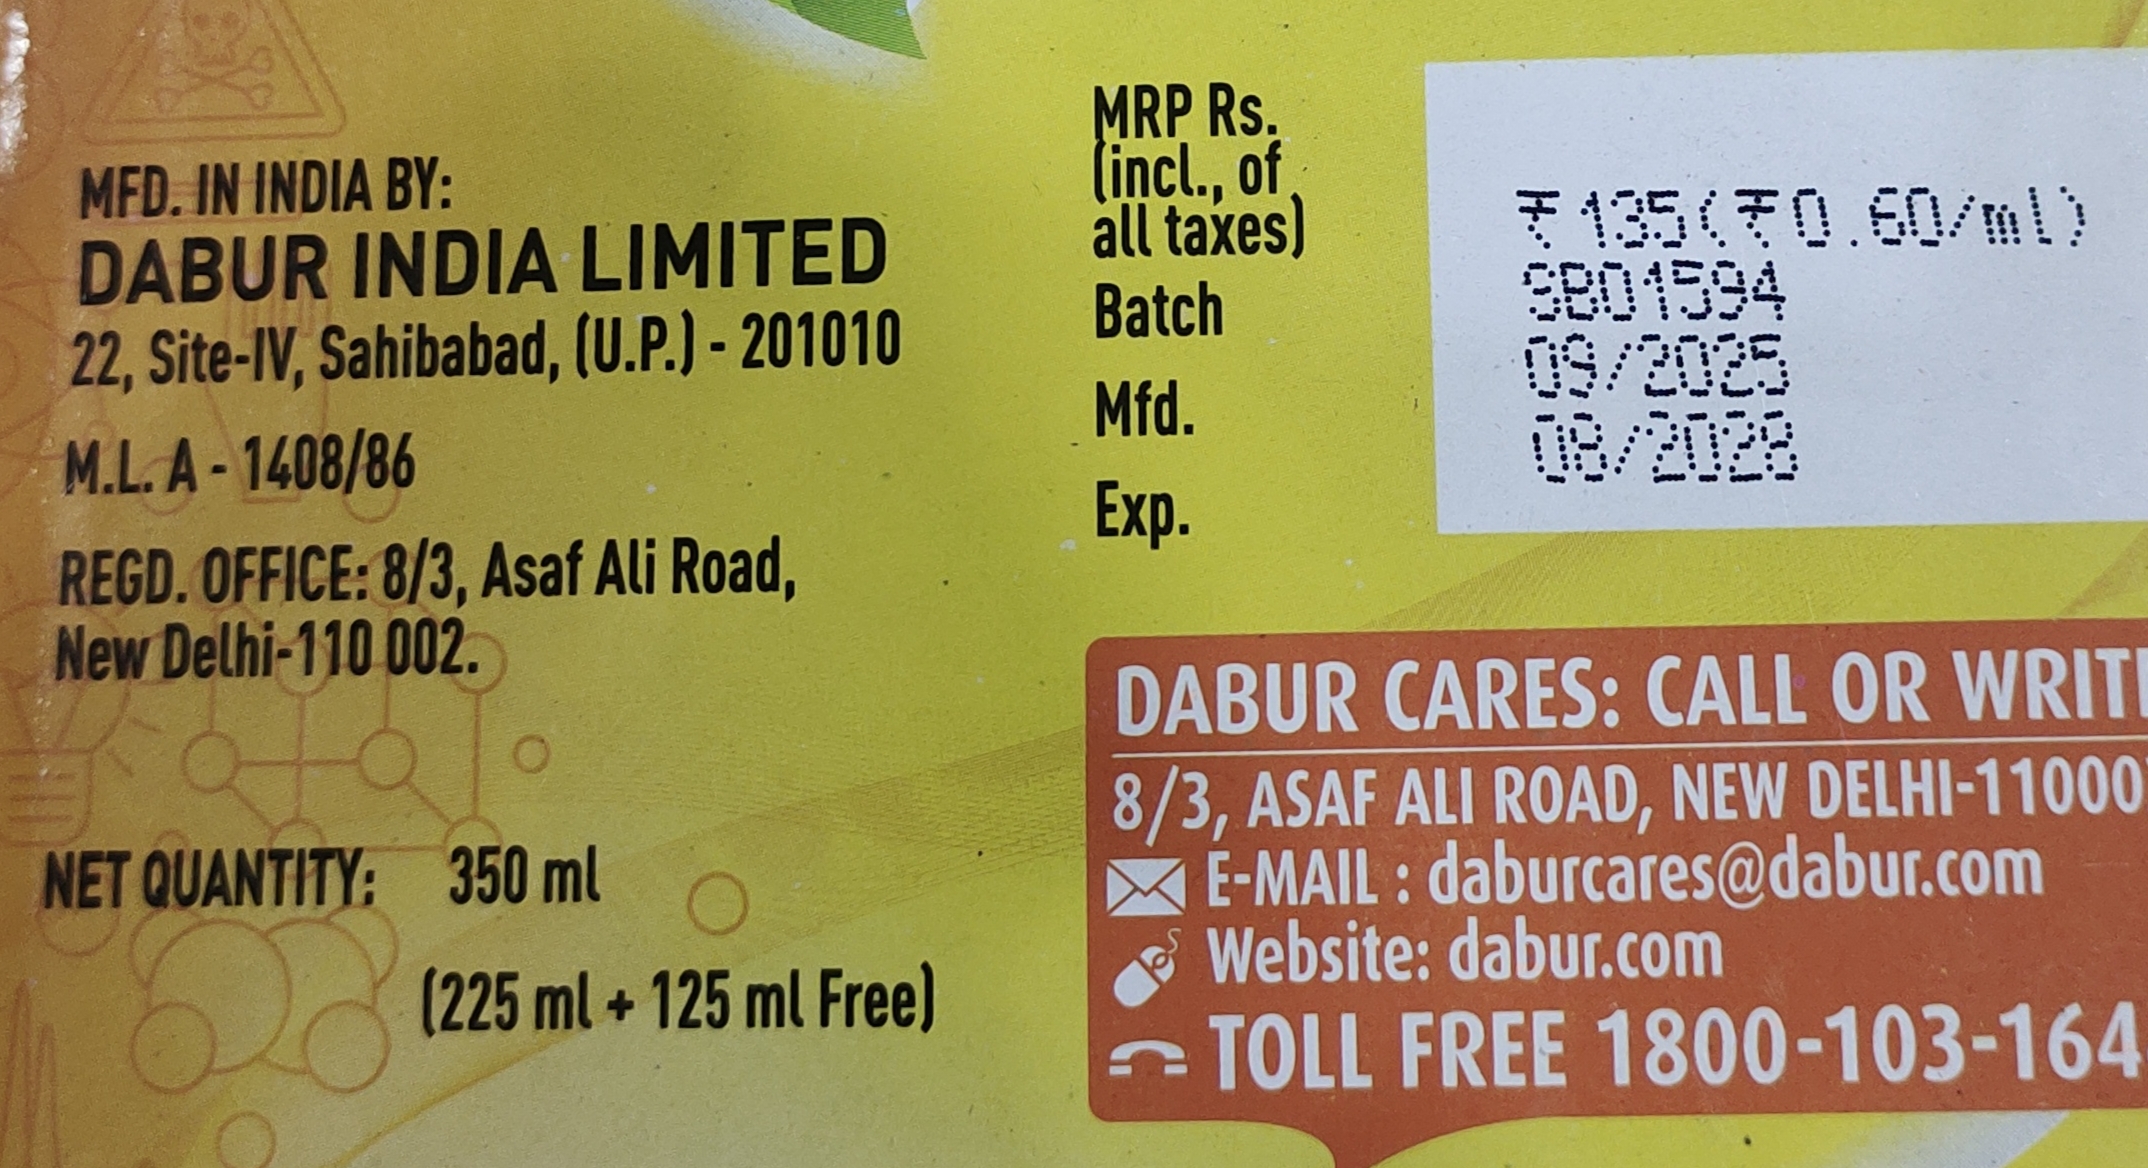 MFD. IN INDIA BY:
DABUR INDIA LIMITED
22, Site-IV, Sahibabad, (U.P.) - 201010
M.L. A - 1408/86
REGD. OFFICE: 8/3, Asaf Ali Road,
New Delhi-110 002.
NET QUANTITY: 350 ml
(225 ml + 125 ml Free)
MRP Rs.
(incl., of
all taxes)
Batch
Mfd.
Exp.
₹135(₹0.60/ml)
SB01594
09/2025
08/2028
DABUR CARES: CALL OR
8/3, ASAF ALI ROAD, NEW DELHI-
E-MAIL : daburcares@dabur.com
Website: dabur.com
TOLL FREE 1800-103-164